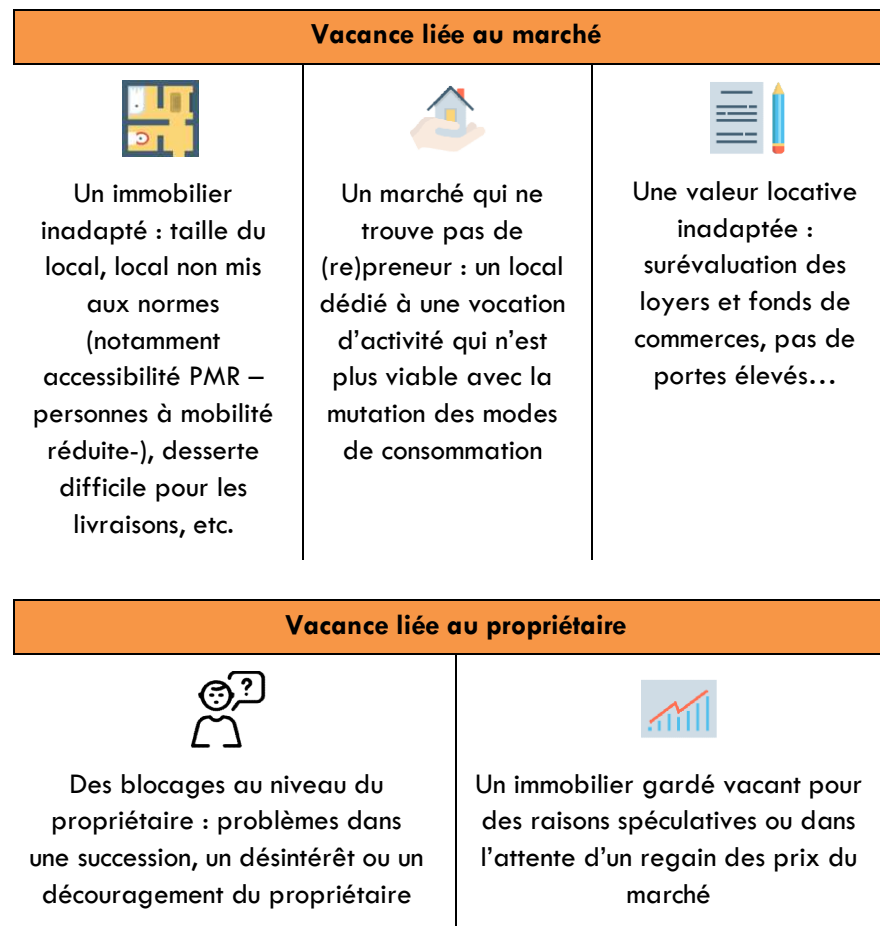 Vacance liée au marché
Un immobilier
inadapté : taille du
local, local non mis
aux normes
(notamment
accessibilité PMR –
personnes à mobilité
réduite-), desserte
difficile pour les
livraisons, etc.
Un marché qui ne
trouve pas de
(re)preneur : un local
dédié à une vocation
d’activité qui n’est
plus viable avec la
mutation des modes
de consommation
Une valeur locative
inadaptée :
surévaluation des
loyers et fonds de
commerces, pas de
portes élevés…
Vacance liée au propriétaire
?
Des blocages au niveau du
propriétaire : problèmes dans
une succession, un désintérêt ou un
découragement du propriétaire
Un immobilier gardé vacant pour
des raisons spéculatives ou dans
l’attente d’un regain des prix du
marché